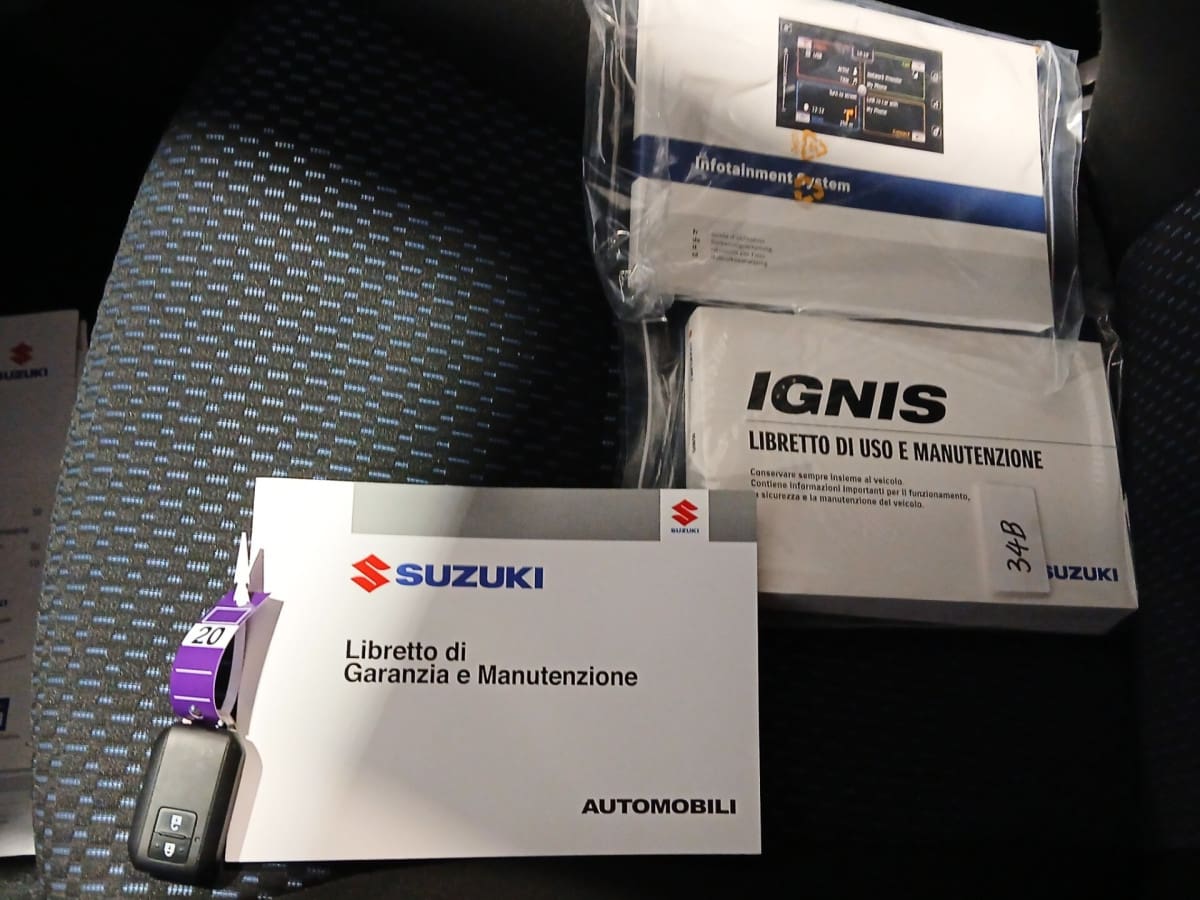 Infotainment System
IGNIS
LIBRETTO DI USO E MANUTENZIONE
Conservare sempre insieme al veicolo.
Contiene informazioni importanti per il funzionamento,
sicurezza e la manutenzione del veicolo.
34B
SUZUKI
SUZUKI
SUZUKI
SUZUKI
Libretto di
Garanzia e Manutenzione
AUTOMOBILI
20